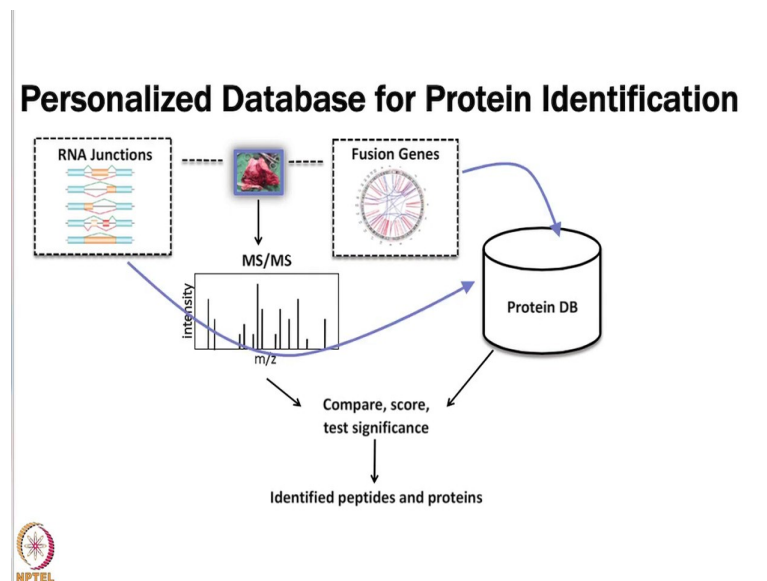 Personalized Database for Protein Identification
RNA Junctions
Fusion Genes
MS/MS
intensity
m/z
Protein DB
Compare, score,
test significance
Identified peptides and proteins
NPTEL